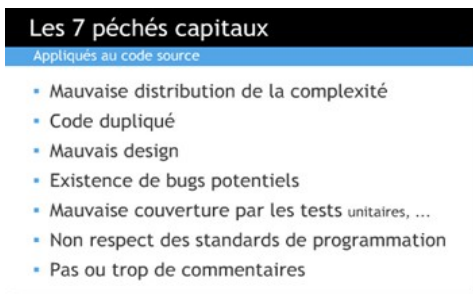 Les 7 péchés capitaux
Appliqués au code source
▪ Mauvaise distribution de la complexité
▪ Code dupliqué
▪ Mauvais design
▪ Existence de bugs potentiels
▪ Mauvaise couverture par les tests unitaires, ...
▪ Non respect des standards de programmation
▪ Pas ou trop de commentaires